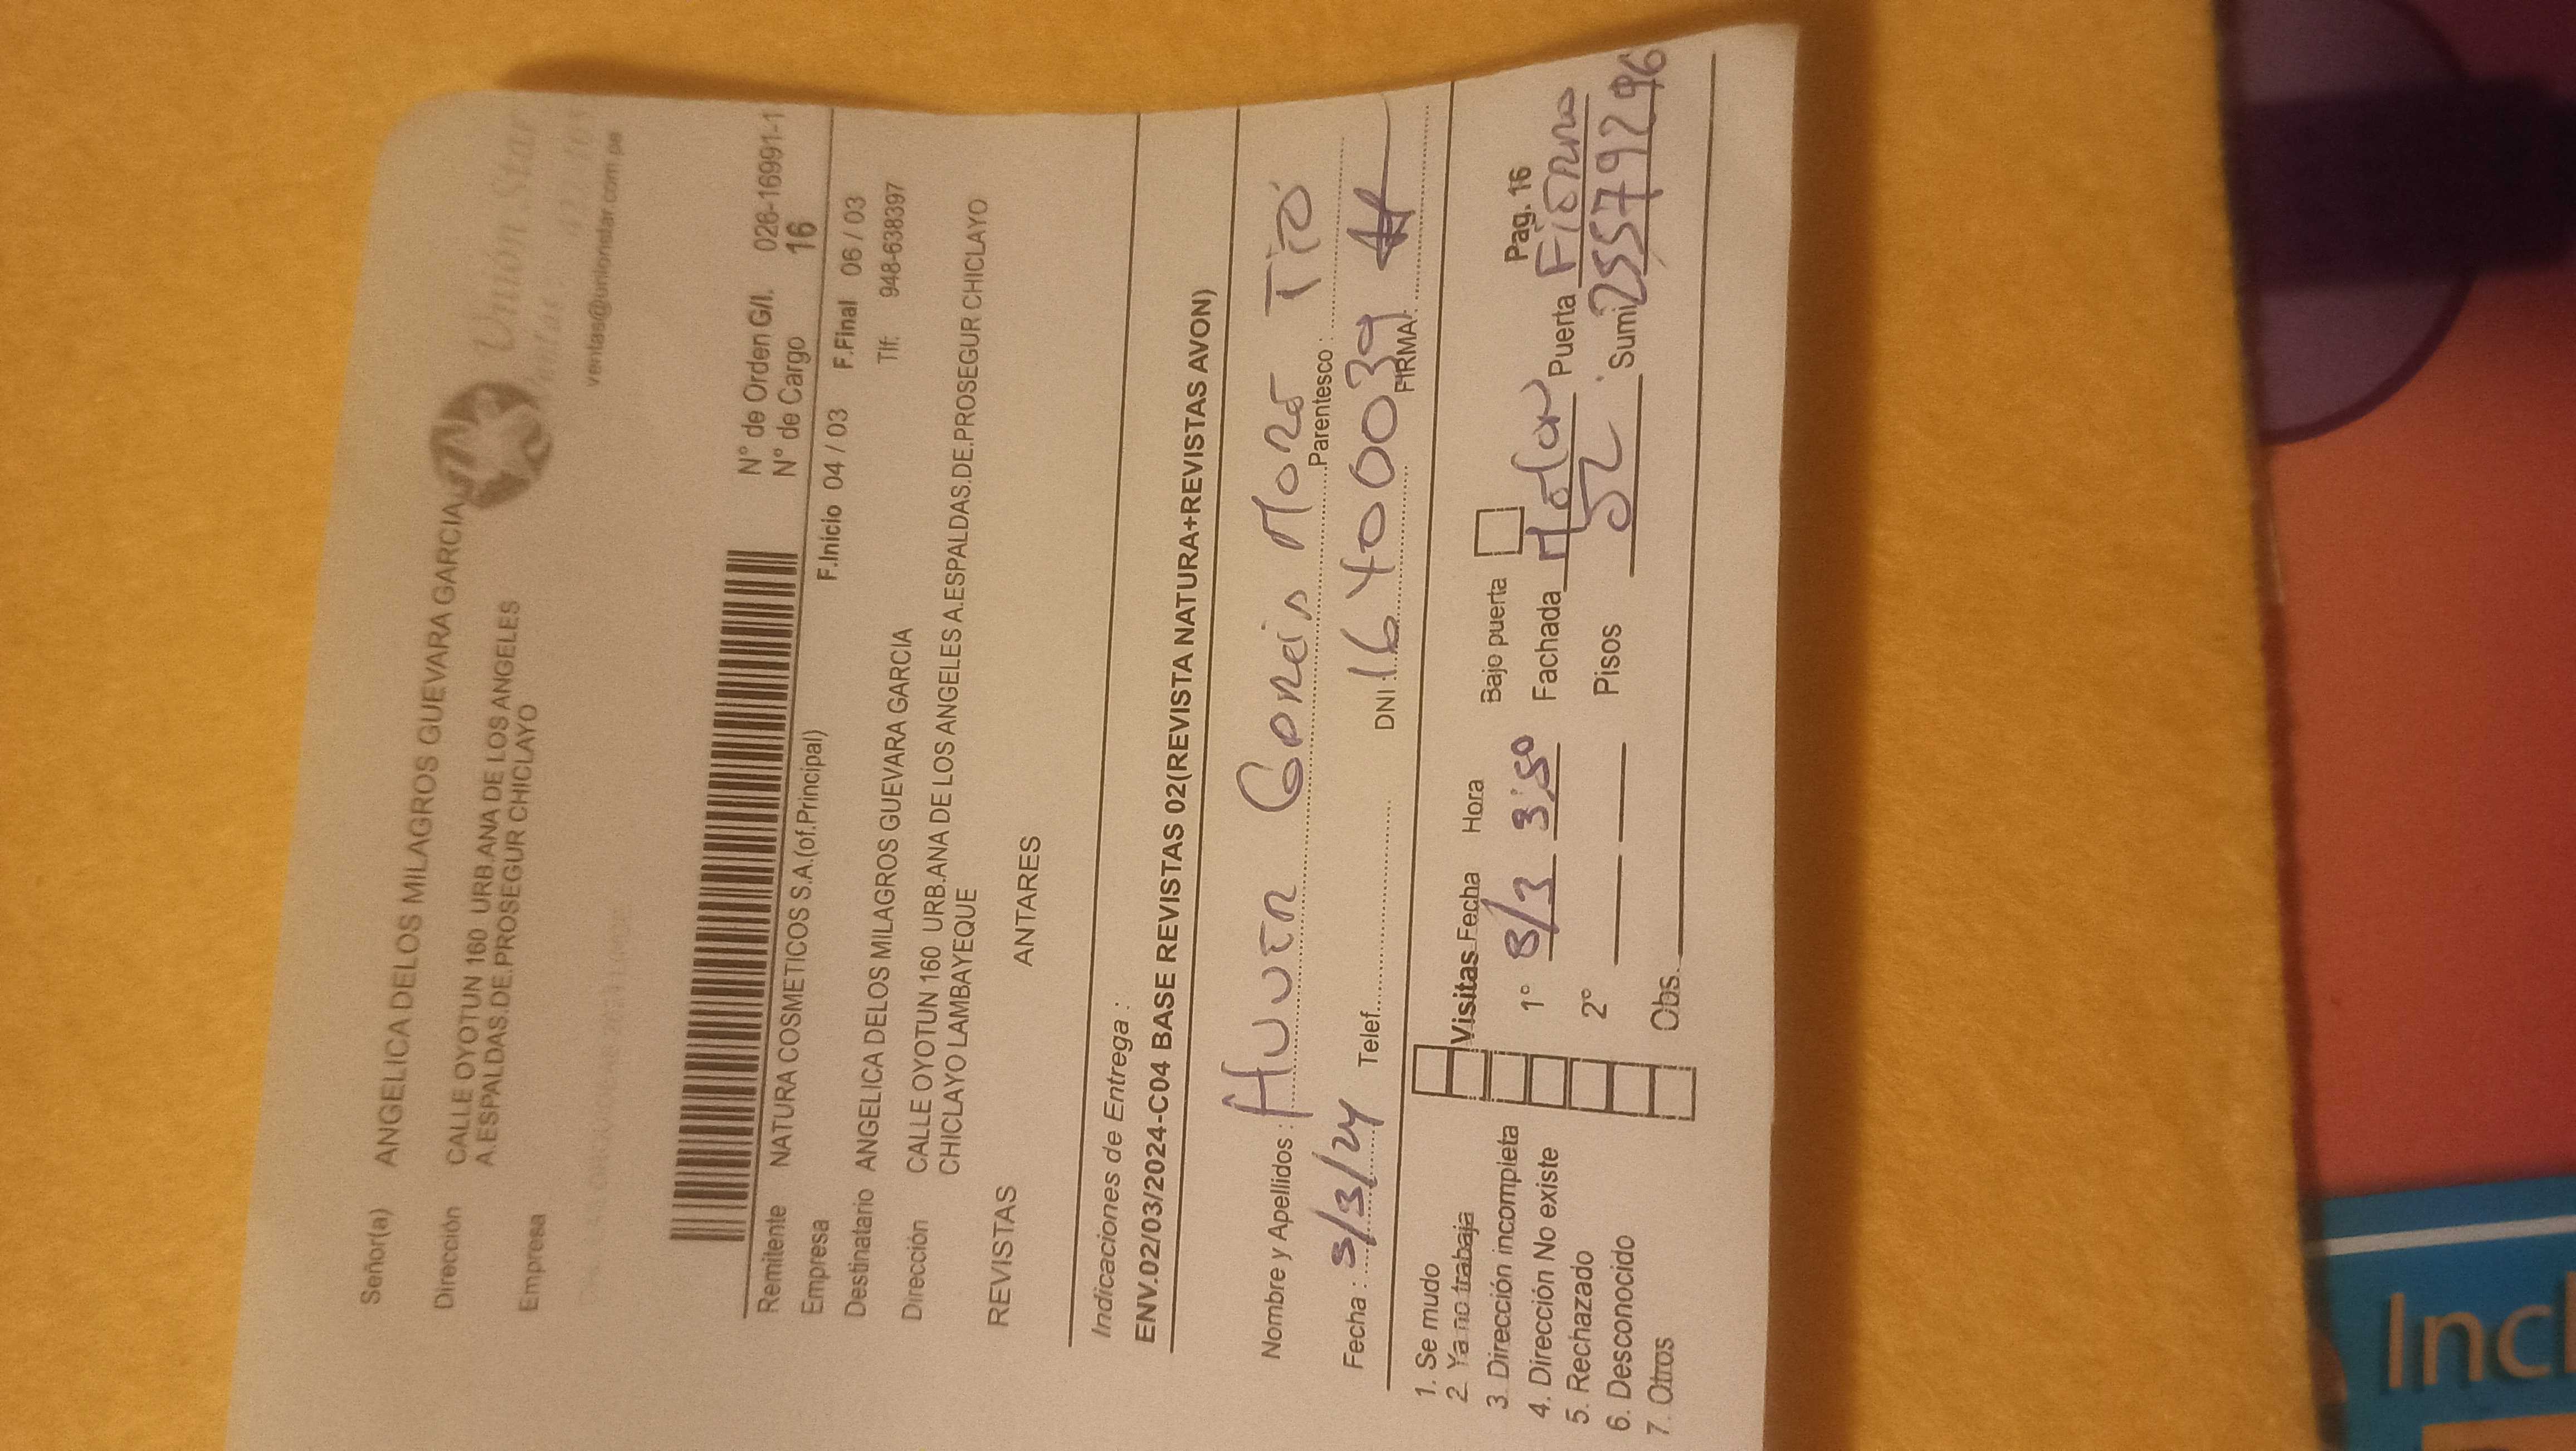 Señor(a) ANGELICA DELOS MILAGROS GUEVARA GARCIA
Dirección CALLE OYOTUN 160 URB.ANA DE LOS ANGELES
A.ESPALDAS.DE.PROSEGUR CHICLAYO
Empresa
Unión Star
ventas@unionstar.com.pe
N° de Orden G/I. 026-16991-1
Remitente NATURA COSMETICOS S.A.(of.Principal) N° de Cargo 16
Empresa F.Inicio 04 / 03 F.Final 06 / 03
Destinatario ANGELICA DELOS MILAGROS GUEVARA GARCIA Tlf: 948-638397
Dirección CALLE OYOTUN 160 URB.ANA DE LOS ANGELES A.ESPALDAS.DE.PROSEGUR CHICLAYO
CHICLAYO LAMBAYEQUE
REVISTAS ANTARES
Indicaciones de Entrega :
ENV.02/03/2024-C04 BASE REVISTAS 02(REVISTA NATURA+REVISTAS AVON)
Nombre y Apellidos : Tío
Parentesco :
Fecha : 5/3/24 Telef. DNI : 16400039 FIRMA:
1. Se mudo
2. Ya no trabaja
3. Dirección incompleta
4. Dirección No existe
5. Rechazado
6. Desconocido
7. Otros
Visitas Fecha Hora Bajo puerta Pag. 16
1° 3:50 Fachada Puerta
2° Pisos Sumi 25579296
Obs.